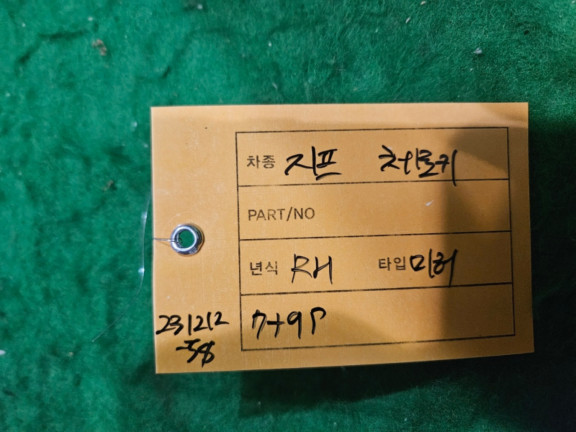 차종 지프 체로키
PART/NO
년식 RH 타입 미러
7+9P
231212
-58